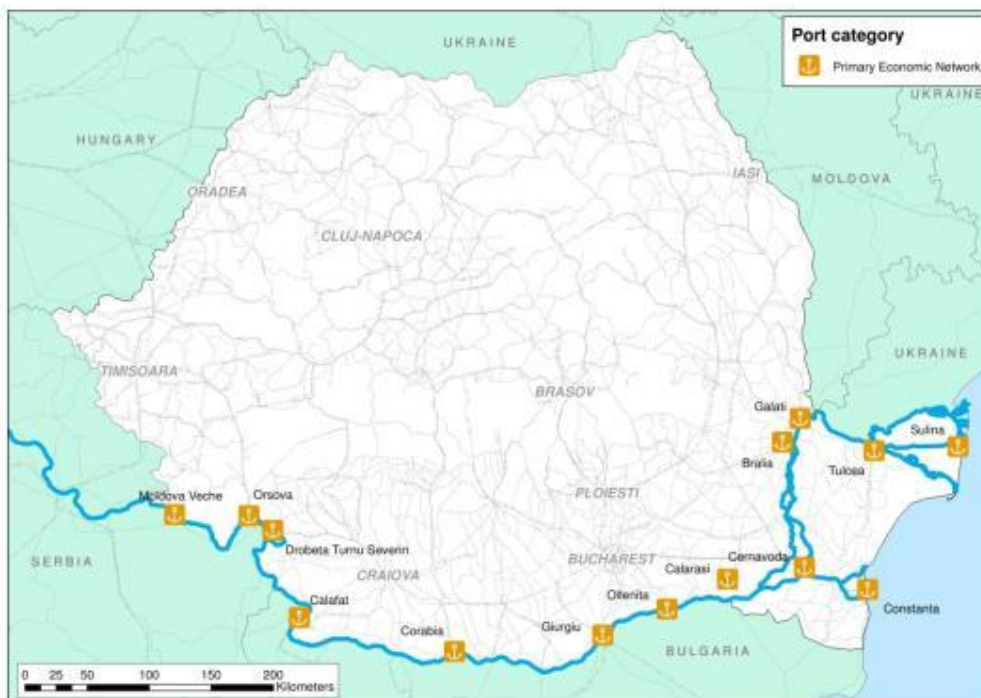 UKRAINE
Port category
Primary Economic Network
UKRAINE
HUNGARY
MOLDOVA
ORADEA
IASI
CLUJ-NAPOCA
UKRAINE
TIMISOARA
BRASOV
Galati
Sulina
Braila
Tulcea
Moldova Veche
Orsova
PLOIESTI
Drobeta Turnu Severin
SERBIA
CRAIOVA
BUCHAREST
Cernavoda
Calarasi
Calafat
Oltenita
Constanta
Corabia
Giurgiu
BULGARIA
0 25 50 100 150 200
Kilometers